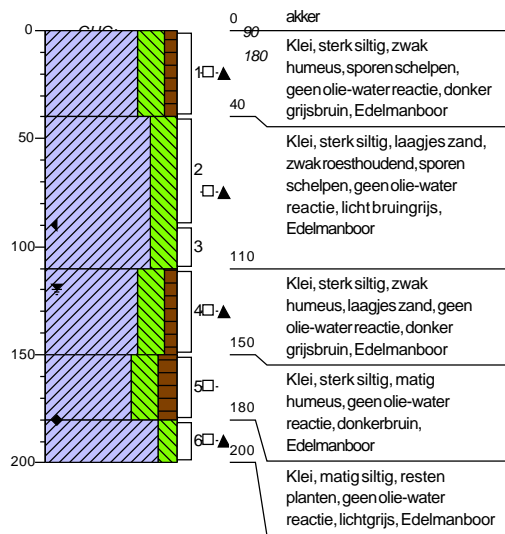 0 akker
0
GHG:
90
180
Klei, sterk siltig, zwak
humeus, sporen schelpen,
geen olie-water reactie, donker
grijsbruin, Edelmanboor
1
40
50
Klei, sterk siltig, laagjes zand,
zwak roesthoudend, sporen
schelpen, geen olie-water
reactie, licht bruingrijs,
Edelmanboor
2
3
100
110
Klei, sterk siltig, zwak
humeus, laagjes zand, geen
olie-water reactie, donker
grijsbruin, Edelmanboor
4
150
150
Klei, sterk siltig, matig
humeus, geen olie-water
reactie, donkerbruin,
Edelmanboor
5
180
6
200
200
Klei, matig siltig, resten
planten, geen olie-water
reactie, lichtgrijs, Edelmanboor